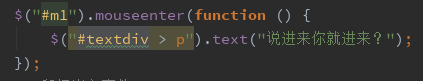 $("#m1").mouseenter(function () {
$("#textdiv > p").text("说进来你就进来?");
});